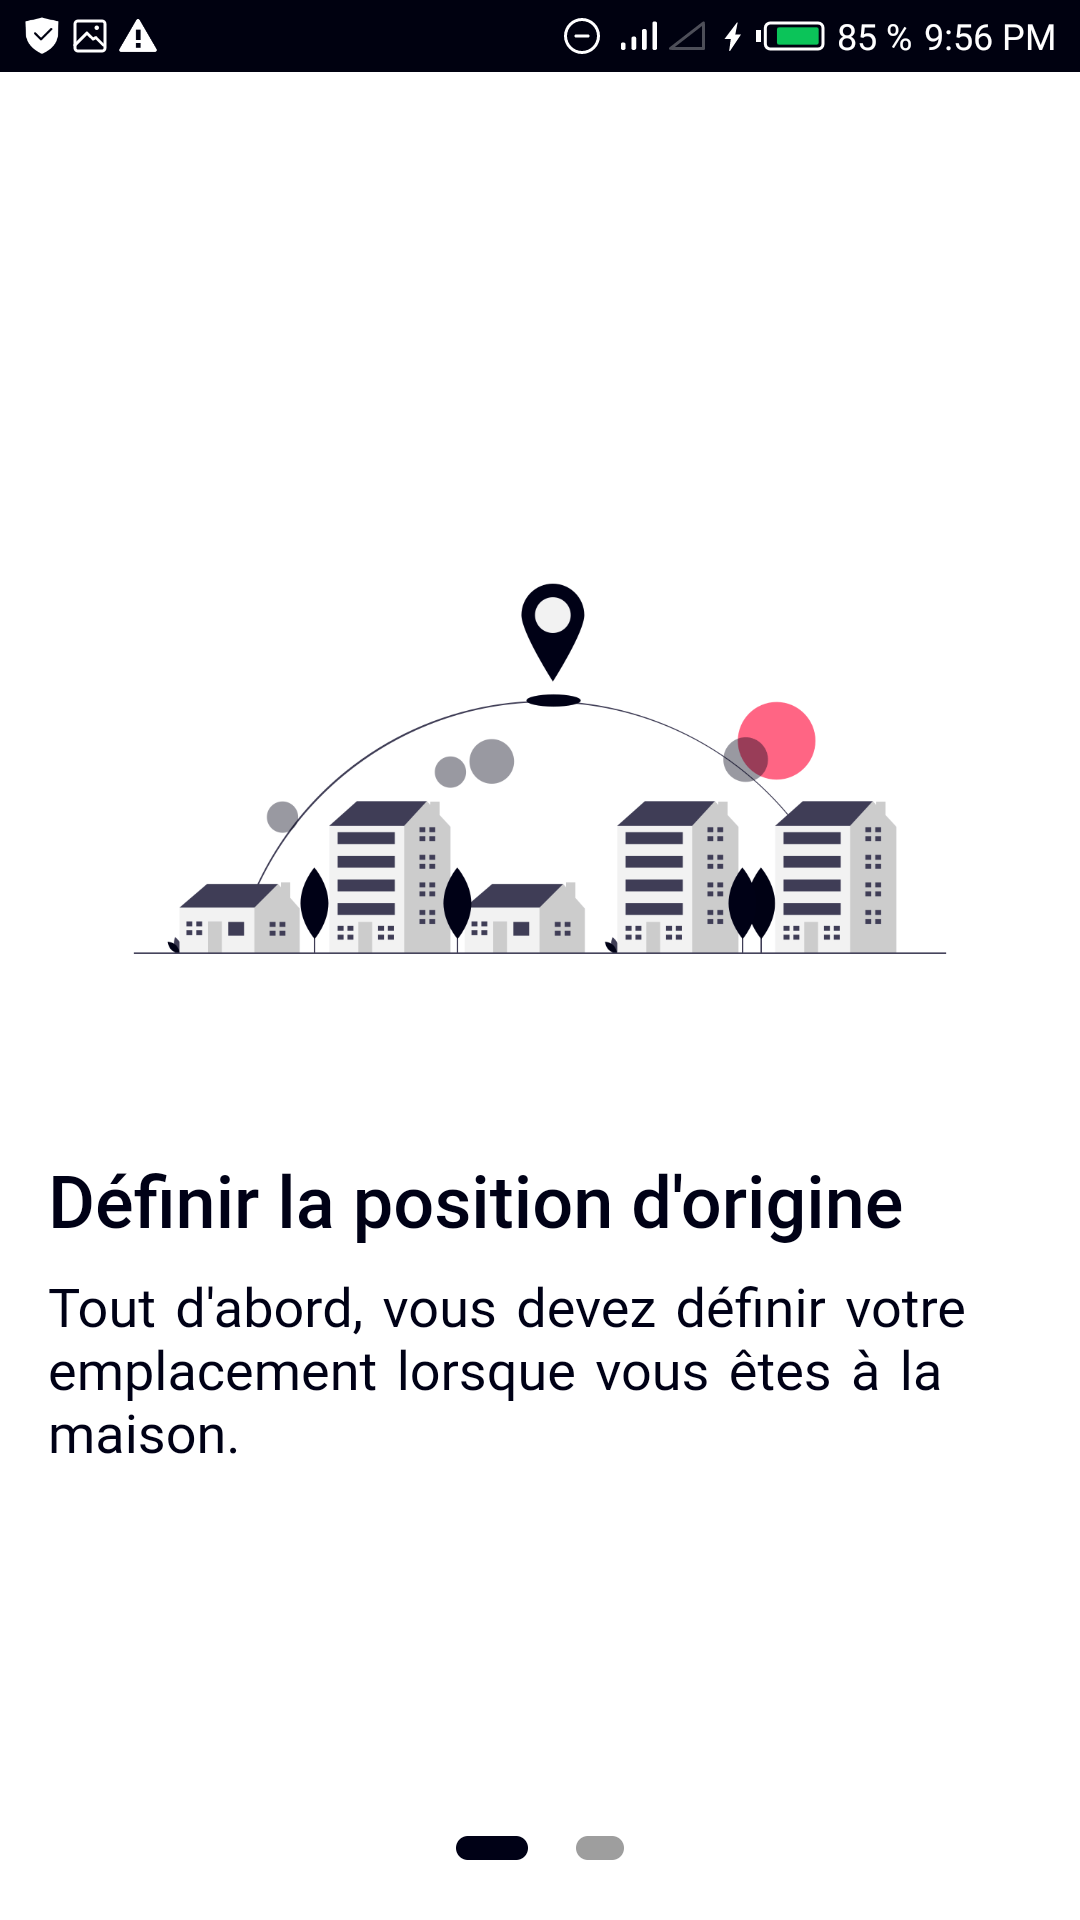 85 % 9:56 PM
Définir la position d'origine
Tout d'abord, vous devez définir votre
emplacement lorsque vous êtes à la
maison.